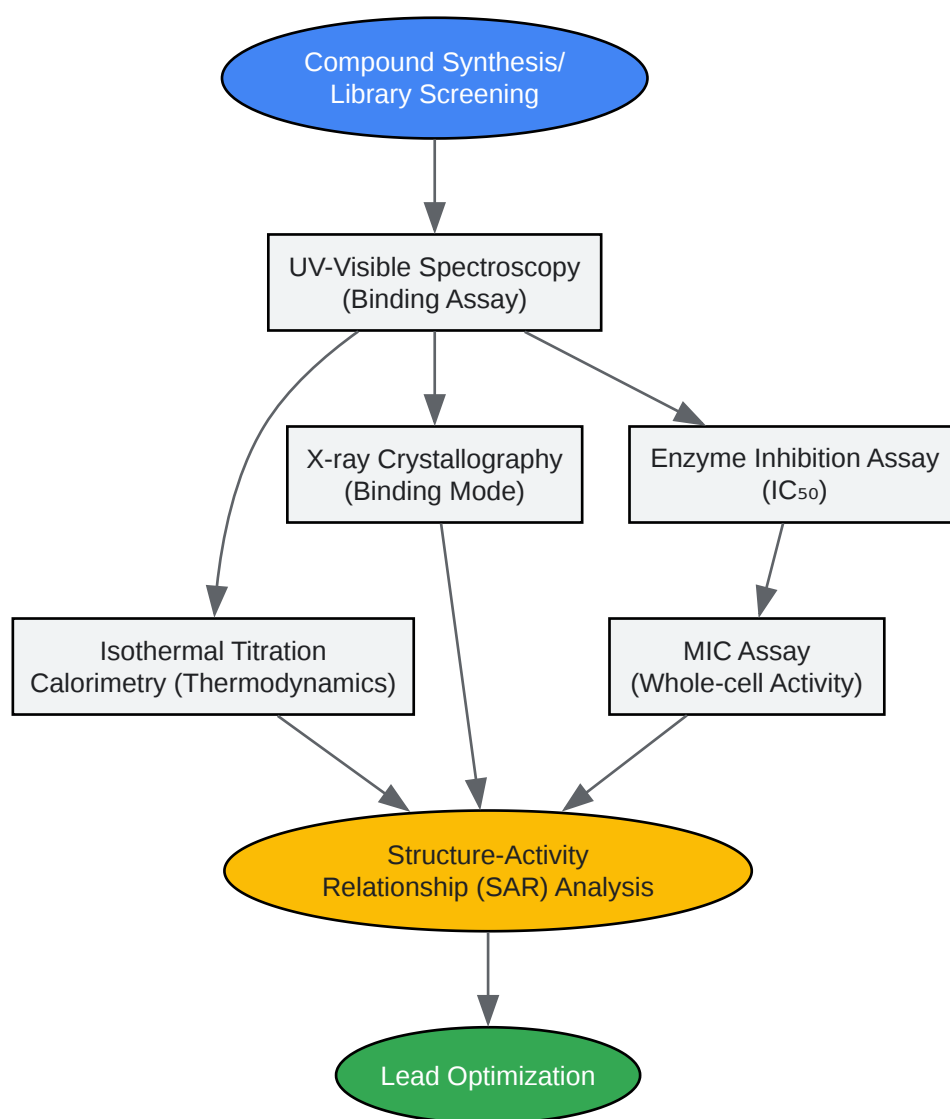 Compound Synthesis/
Library Screening
UV-Visible Spectroscopy
(Binding Assay)
X-ray Crystallography
(Binding Mode)
Enzyme Inhibition Assay
(IC₅₀)
Isothermal Titration
Calorimetry (Thermodynamics)
MIC Assay
(Whole-cell Activity)
Structure-Activity
Relationship (SAR) Analysis
Lead Optimization